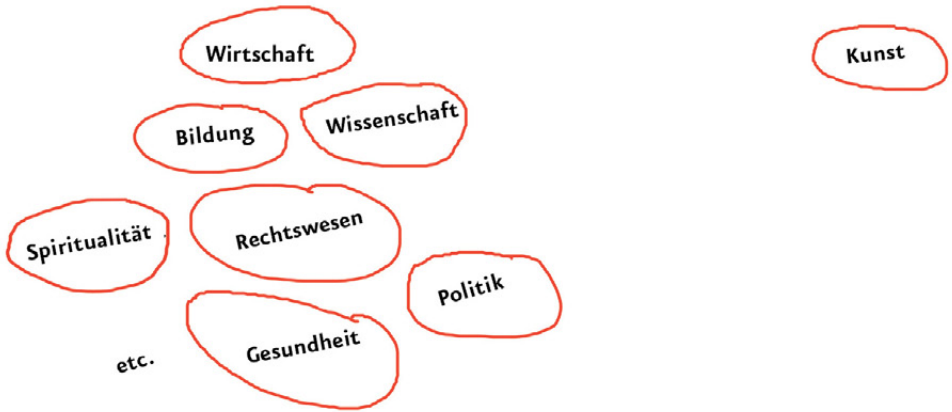 Wirtschaft
Kunst
Bildung
Wissenschaft
Spiritualität
Rechtswesen
Politik
Gesundheit
etc.